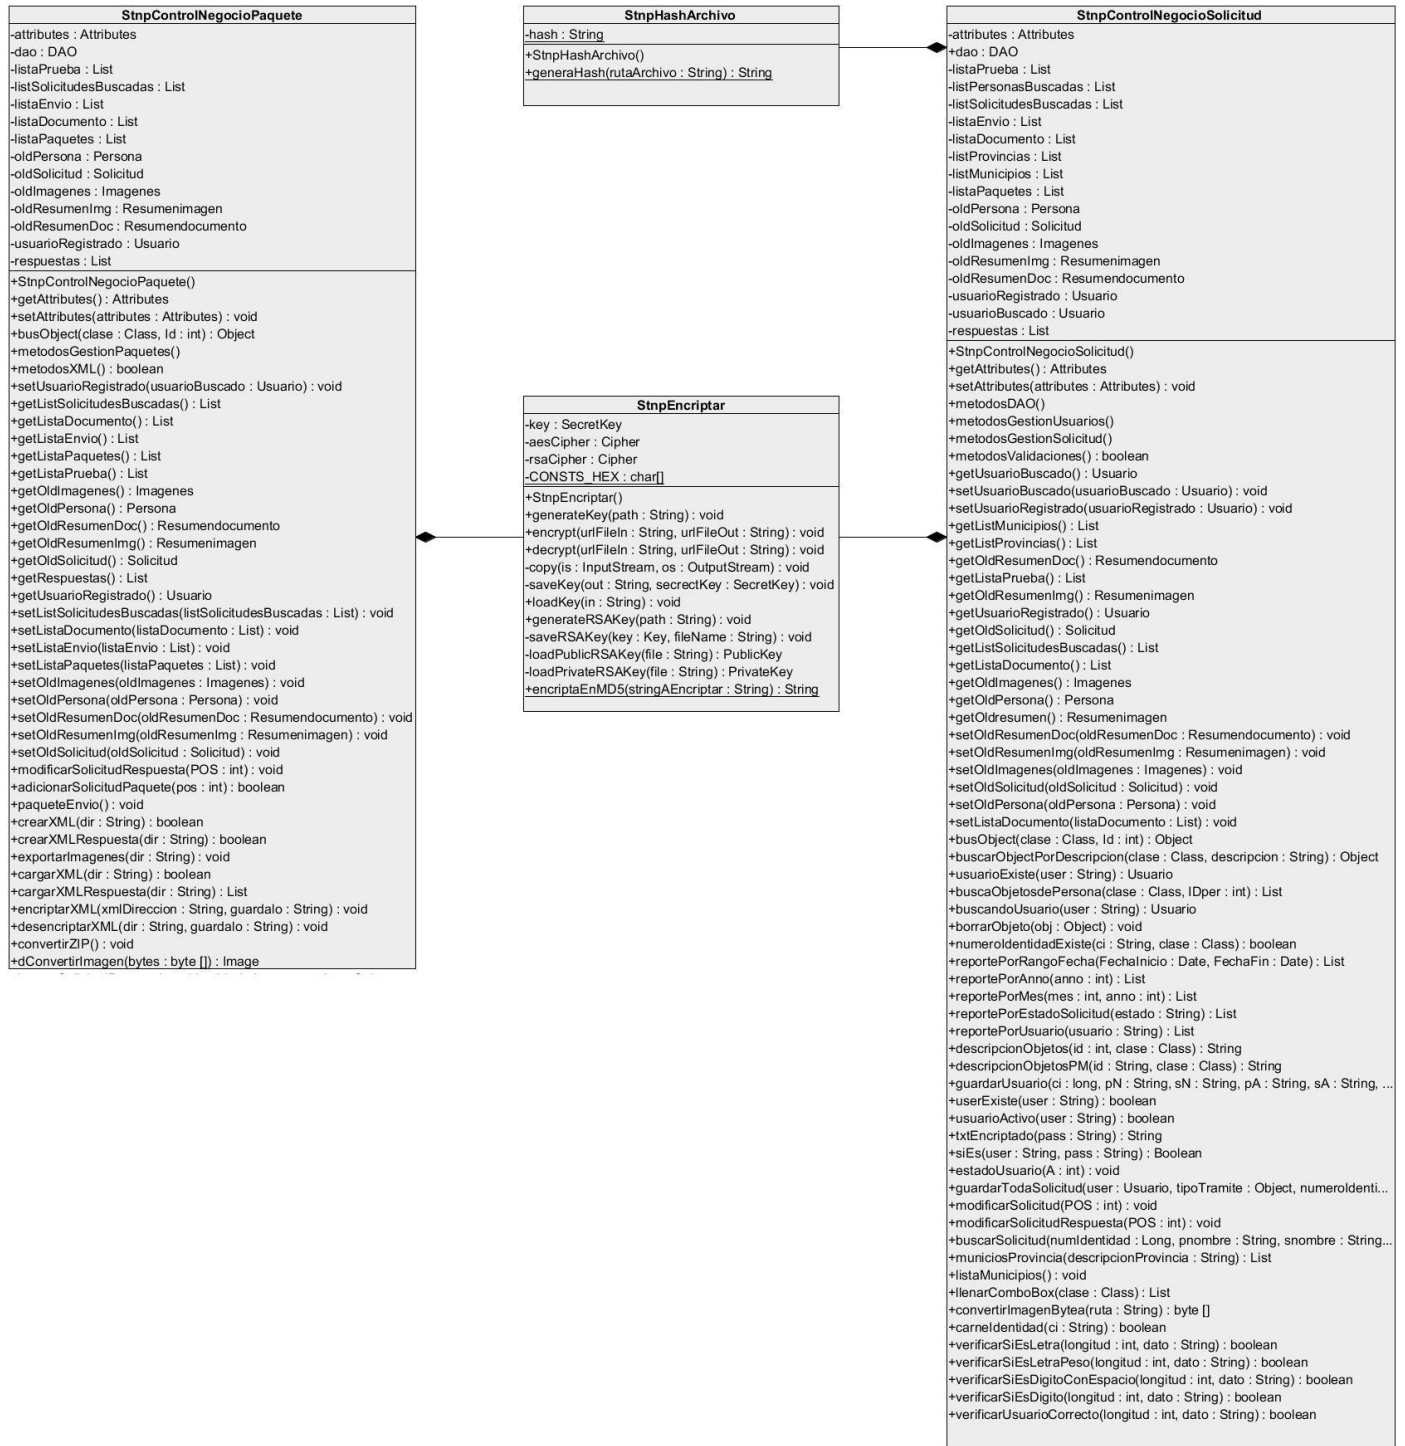 StnpControlNegocioPaquete
-attributes : Attributes
-dao : DAO
-listaPrueba : List
-listSolicitudesBuscadas : List
-listaEnvio : List
-listaDocumento : List
-listaPaquetes : List
-oldPersona : Persona
-oldSolicitud : Solicitud
-oldImagenes : Imagenes
-oldResumenImg : Resumenimagen
-oldResumenDoc : Resumendocumento
-usuarioRegistrado : Usuario
-respuestas : List
+StnpControlNegocioPaquete()
+getAttributes() : Attributes
+setAttributes(attributes : Attributes) : void
+busObject(clase : Class, Id : int) : Object
+metodosGestionPaquetes()
+metodosXML() : boolean
+setUsuarioRegistrado(usuarioBuscado : Usuario) : void
+getListSolicitudesBuscadas() : List
+getListaDocumento() : List
+getListaEnvio() : List
+getListaPaquetes() : List
+getListaPrueba() : List
+getOldImagenes() : Imagenes
+getOldPersona() : Persona
+getOldResumenDoc() : Resumendocumento
+getOldResumenImg() : Resumenimagen
+getOldSolicitud() : Solicitud
+getRespuestas() : List
+getUsuarioRegistrado() : Usuario
+setListSolicitudesBuscadas(listSolicitudesBuscadas : List) : void
+setListaDocumento(listaDocumento : List) : void
+setListaEnvio(listaEnvio : List) : void
+setListaPaquetes(listaPaquetes : List) : void
+setOldImagenes(oldImagenes : Imagenes) : void
+setOldPersona(oldPersona : Persona) : void
+setOldResumenDoc(oldResumenDoc : Resumendocumento) : void
+setOldResumenImg(oldResumenImg : Resumenimagen) : void
+setOldSolicitud(oldSolicitud : Solicitud) : void
+modificarSolicitudRespuesta(POS : int) : void
+adicionarSolicitudPaquete(pos : int) : boolean
+paqueteEnvio() : void
+crearXML(dir : String) : boolean
+crearXMLRespuesta(dir : String) : boolean
+exportarImagenes(dir : String) : void
+cargarXML(dir : String) : boolean
+cargarXMLRespuesta(dir : String) : List
+encriptarXML(xmlDireccion : String, guardalo : String) : void
+desencriptarXML(dir : String, guardalo : String) : void
+convertirZIP() : void
+dConvertirImagen(bytes : byte []) : Image
StnpHashArchivo
-hash : String
+StnpHashArchivo()
+generaHash(rutaArchivo : String) : String
StnpEncriptar
-key : SecretKey
-aesCipher : Cipher
-rsaCipher : Cipher
-CONSTS_HEX : char[]
+StnpEncriptar()
+generateKey(path : String) : void
+encrypt(urlFileIn : String, urlFileOut : String) : void
+decrypt(urlFileIn : String, urlFileOut : String) : void
-copy(is : InputStream, os : OutputStream) : void
-saveKey(out : String, secrectKey : SecretKey) : void
+loadKey(in : String) : void
+generateRSAKey(path : String) : void
-saveRSAKey(key : Key, fileName : String) : void
-loadPublicRSAKey(file : String) : PublicKey
-loadPrivateRSAKey(file : String) : PrivateKey
+encriptaEnMD5(stringAEncriptar : String) : String
StnpControlNegocioSolicitud
-attributes : Attributes
+dao : DAO
-listaPrueba : List
-listPersonasBuscadas : List
-listSolicitudesBuscadas : List
-listaEnvio : List
-listaDocumento : List
-listProvincias : List
-listMunicipios : List
-listaPaquetes : List
-oldPersona : Persona
-oldSolicitud : Solicitud
-oldImagenes : Imagenes
-oldResumenImg : Resumenimagen
-oldResumenDoc : Resumendocumento
-usuarioRegistrado : Usuario
-usuarioBuscado : Usuario
-respuestas : List
+StnpControlNegocioSolicitud()
+getAttributes() : Attributes
+setAttributes(attributes : Attributes) : void
+metodosDAO()
+metodosGestionUsuarios()
+metodosGestionSolicitud()
+metodosValidaciones() : boolean
+getUsuarioBuscado() : Usuario
+setUsuarioBuscado(usuarioBuscado : Usuario) : void
+setUsuarioRegistrado(usuarioRegistrado : Usuario) : void
+getListMunicipios() : List
+getListProvincias() : List
+getOldResumenDoc() : Resumendocumento
+getListaPrueba() : List
+getOldResumenImg() : Resumenimagen
+getUsuarioRegistrado() : Usuario
+getOldSolicitud() : Solicitud
+getListSolicitudesBuscadas() : List
+getListaDocumento() : List
+getOldImagenes() : Imagenes
+getOldPersona() : Persona
+getOldresumen() : Resumenimagen
+setOldResumenDoc(oldResumenDoc : Resumendocumento) : void
+setOldResumenImg(oldResumenImg : Resumenimagen) : void
+setOldImagenes(oldImagenes : Imagenes) : void
+setOldSolicitud(oldSolicitud : Solicitud) : void
+setOldPersona(oldPersona : Persona) : void
+setListaDocumento(listaDocumento : List) : void
+busObject(clase : Class, Id : int) : Object
+buscarObjectPorDescripcion(clase : Class, descripcion : String) : Object
+usuarioExiste(user : String) : Usuario
+buscaObjetosdePersona(clase : Class, IDper : int) : List
+buscandoUsuario(user : String) : Usuario
+borrarObjeto(obj : Object) : void
+numeroIdentidadExiste(ci : String, clase : Class) : boolean
+reportePorRangoFecha(FechaInicio : Date, FechaFin : Date) : List
+reportePorAnno(anno : int) : List
+reportePorMes(mes : int, anno : int) : List
+reportePorEstadoSolicitud(estado : String) : List
+reportePorUsuario(usuario : String) : List
+descripcionObjetos(id : int, clase : Class) : String
+descripcionObjetosPM(id : String, clase : Class) : String
+guardarUsuario(ci : long, pN : String, sN : String, pA : String, sA : String, ...
+userExiste(user : String) : boolean
+usuarioActivo(user : String) : boolean
+txtEncriptado(pass : String) : String
+siEs(user : String, pass : String) : Boolean
+estadoUsuario(A : int) : void
+guardarTodaSolicitud(user : Usuario, tipoTramite : Object, numeroIdenti...
+modificarSolicitud(POS : int) : void
+modificarSolicitudRespuesta(POS : int) : void
+buscarSolicitud(numIdentidad : Long, pnombre : String, snombre : String...
+municiosProvincia(descripcionProvincia : String) : List
+listaMunicipios() : void
+llenarComboBox(clase : Class) : List
+convertirImagenBytea(ruta : String) : byte []
+carneIdentidad(ci : String) : boolean
+verificarSiEsLetra(longitud : int, dato : String) : boolean
+verificarSiEsLetraPeso(longitud : int, dato : String) : boolean
+verificarSiEsDigitoConEspacio(longitud : int, dato : String) : boolean
+verificarSiEsDigito(longitud : int, dato : String) : boolean
+verificarUsuarioCorrecto(longitud : int, dato : String) : boolean